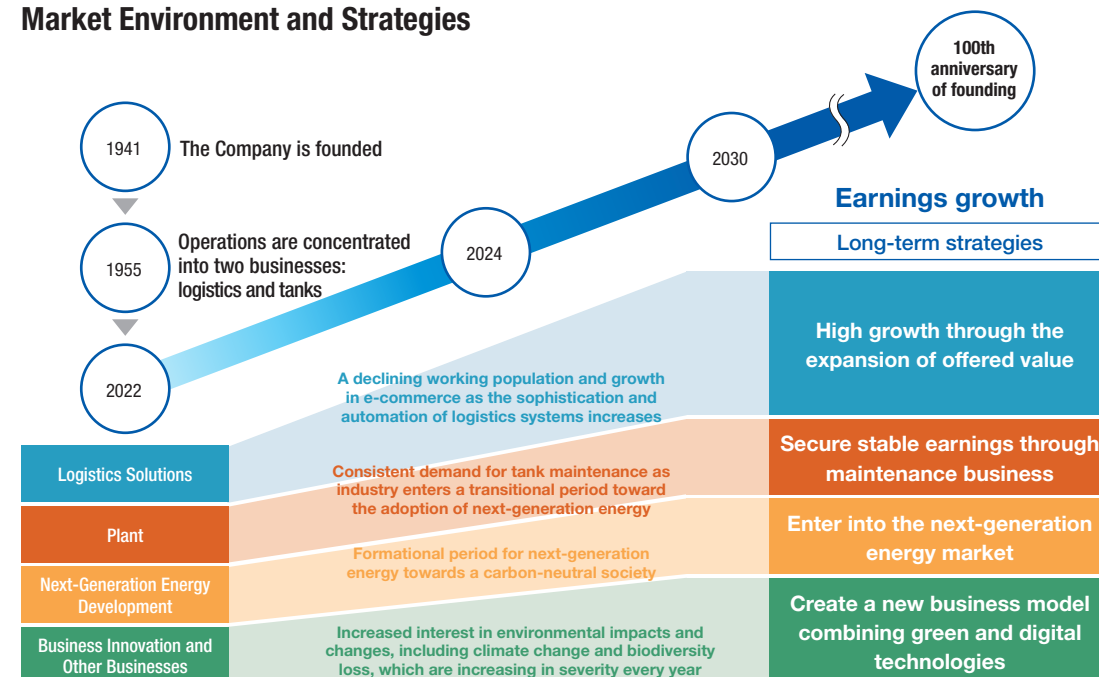 Market Environment and Strategies
100th
anniversary
of founding
1941
The Company is founded
2030
Earnings growth
Long-term strategies
1955
Operations are concentrated
into two businesses:
logistics and tanks
2024
2022
High growth through the
expansion of offered value
A declining working population and growth
in e-commerce as the sophistication and
automation of logistics systems increases
Logistics Solutions
Secure stable earnings through
maintenance business
Consistent demand for tank maintenance as
industry enters a transitional period toward
the adoption of next-generation energy
Plant
Enter into the next-generation
energy market
Formational period for next-generation
energy towards a carbon-neutral society
Next-Generation Energy
Development
Create a new business model
combining green and digital
technologies
Increased interest in environmental impacts and
changes, including climate change and biodiversity
loss, which are increasing in severity every year
Business Innovation and
Other Businesses